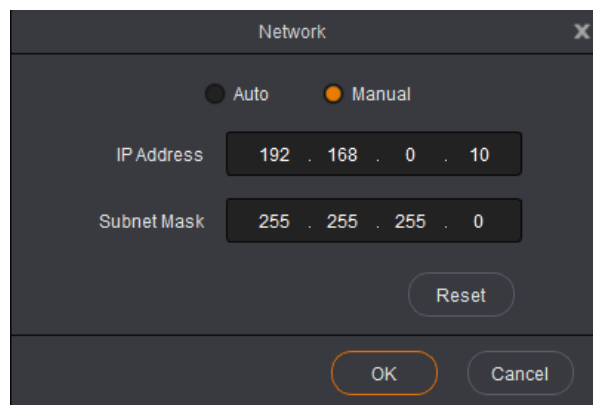 Network
Auto Manual
IP Address 192 . 168 . 0 . 10
Subnet Mask 255 . 255 . 255 . 0
Reset
OK Cancel